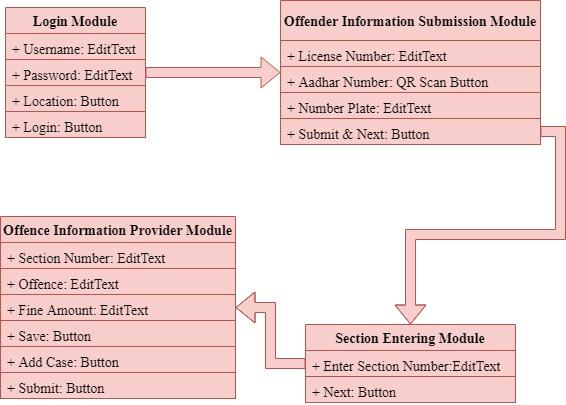 Login Module
+ Username: EditText
+ Password: EditText
+ Location: Button
+ Login: Button
Offender Information Submission Module
+ License Number: EditText
+ Aadhar Number: QR Scan Button
+ Number Plate: EditText
+ Submit & Next: Button
Section Entering Module
+ Enter Section Number:EditText
+ Next: Button
Offence Information Provider Module
+ Section Number: EditText
+ Offence: EditText
+ Fine Amount: EditText
+ Save: Button
+ Add Case: Button
+ Submit: Button